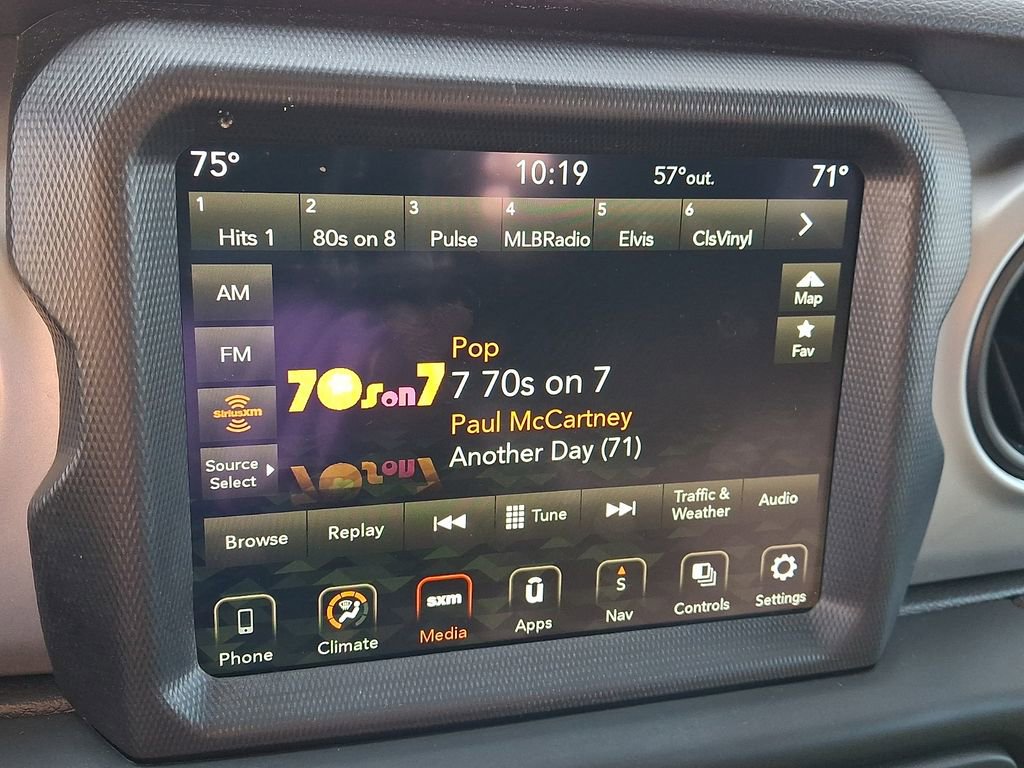 75° 10:19 57°out. 71°
1 2 3 4 5 6
Hits 1 80s on 8 Pulse MLBRadio Elvis ClsVinyl
AM
Map
FM
Fav
SiriusXM
Source
Select
70s on 7
Pop
7 70s on 7
Paul McCartney
Another Day (71)
Browse Replay Tune Traffic &
Weather Audio
sxm
ū
S
Phone Climate Media Apps Nav Controls Settings